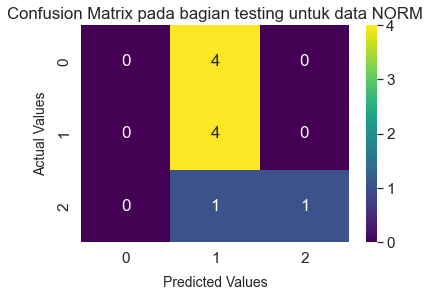 Confusion Matrix pada bagian testing untuk data NORM
Actual Values
0
0 4 0
1
0 4 0
2
0 1 1
0 1 2
Predicted Values
4
3
2
1
0